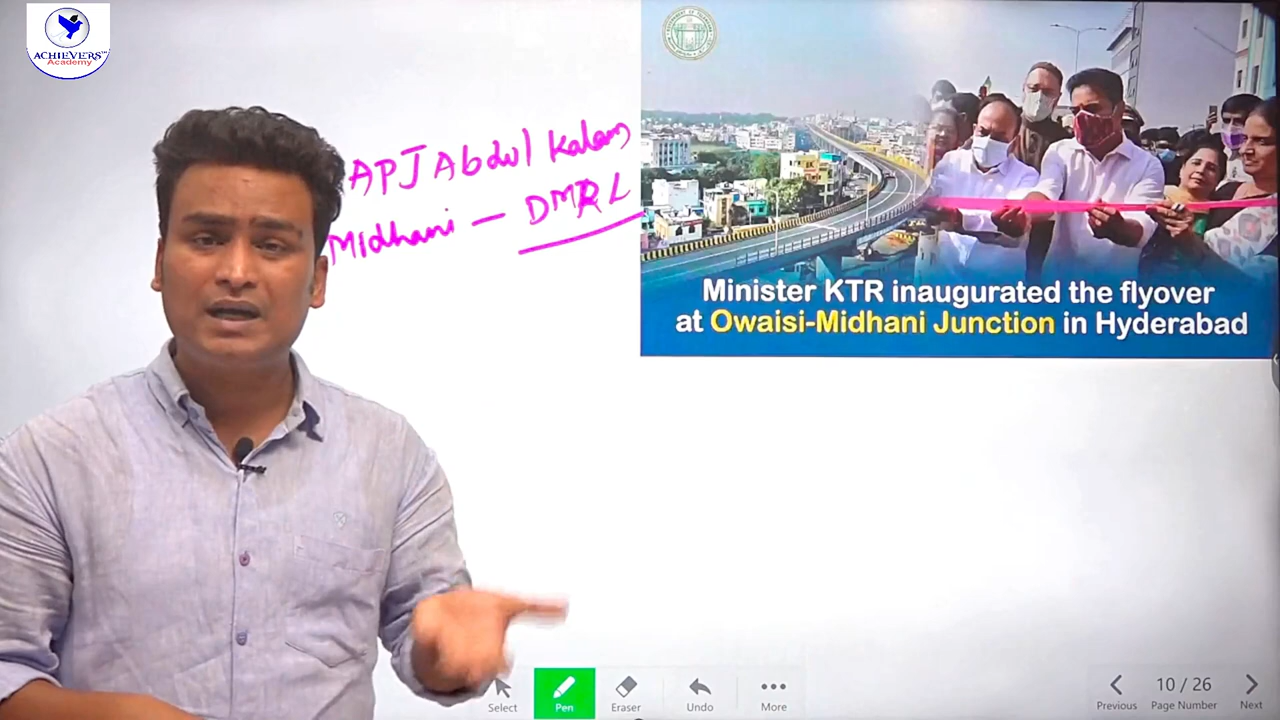 ACHIEVERS™
Academy
APJ Abdul Kalam
Midhani — DMRL
Minister KTR inaugurated the flyover
at Owaisi-Midhani Junction in Hyderabad
Select
Pen
Eraser
Undo
More
Previous
10 / 26
Page Number
Next